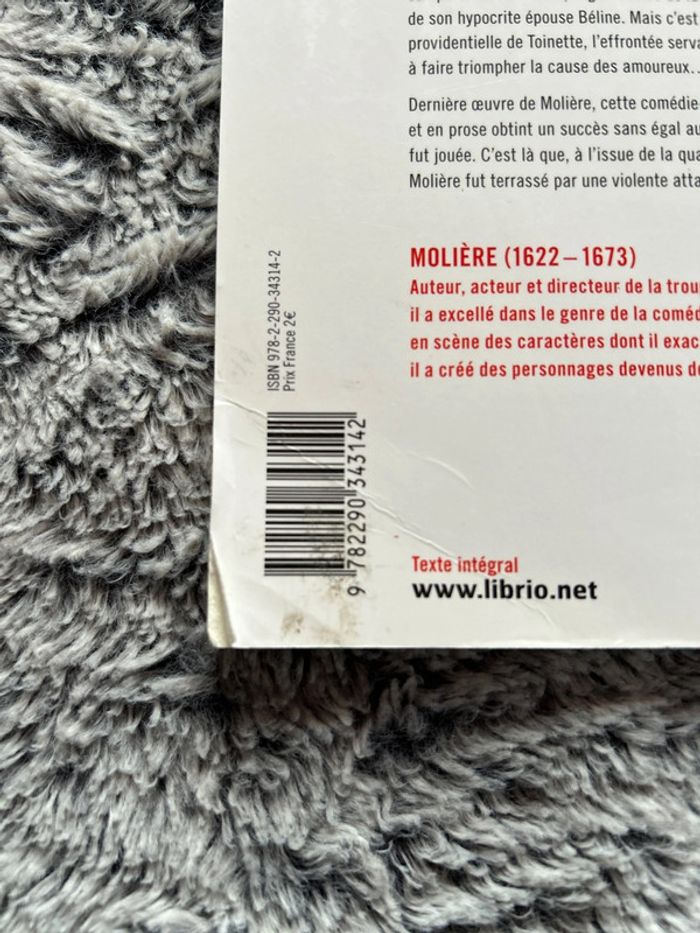 de son hypocrite épouse Béline. Mais c'est
providentielle de Toinette, l'effrontée serva
à faire triompher la cause des amoureux..
Dernière œuvre de Molière, cette comédie
et en prose obtint un succès sans égal au
fut jouée. C'est là que, à l'issue de la qua
Molière fut terrassé par une violente atta
MOLIÈRE (1622–1673)
Auteur, acteur et directeur de la trou
il a excellé dans le genre de la coméd
en scène des caractères dont il exac
il a créé des personnages devenus d
ISBN 978-2-290-34314-2
Prix France 2€
9 782290 343142
Texte intégral
www.librio.net